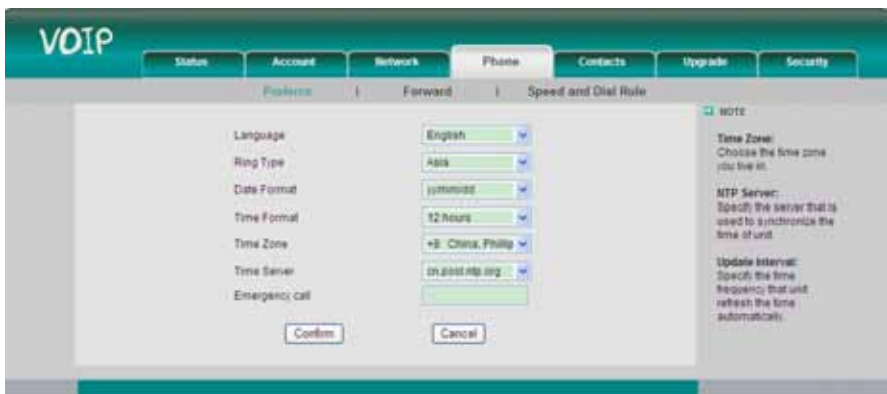 VOIP
Status Account Network Phone Contacts Upgrade Security
Preference | Forward | Speed and Dial Rule
Language English
Ring Type Asia
Date Format yymmdd
Time Format 12 hours
Time Zone +8 China, Phillip
Time Server cn.pool.ntp.org
Emergency call
Confirm Cancel
NOTE
Time Zone:
Choose the time zone
you live in.
NTP Server:
Specify the server that is
used to synchronize the
time of unit.
Update Interval:
Specify the time
frequency that unit
refresh the time
automatically.